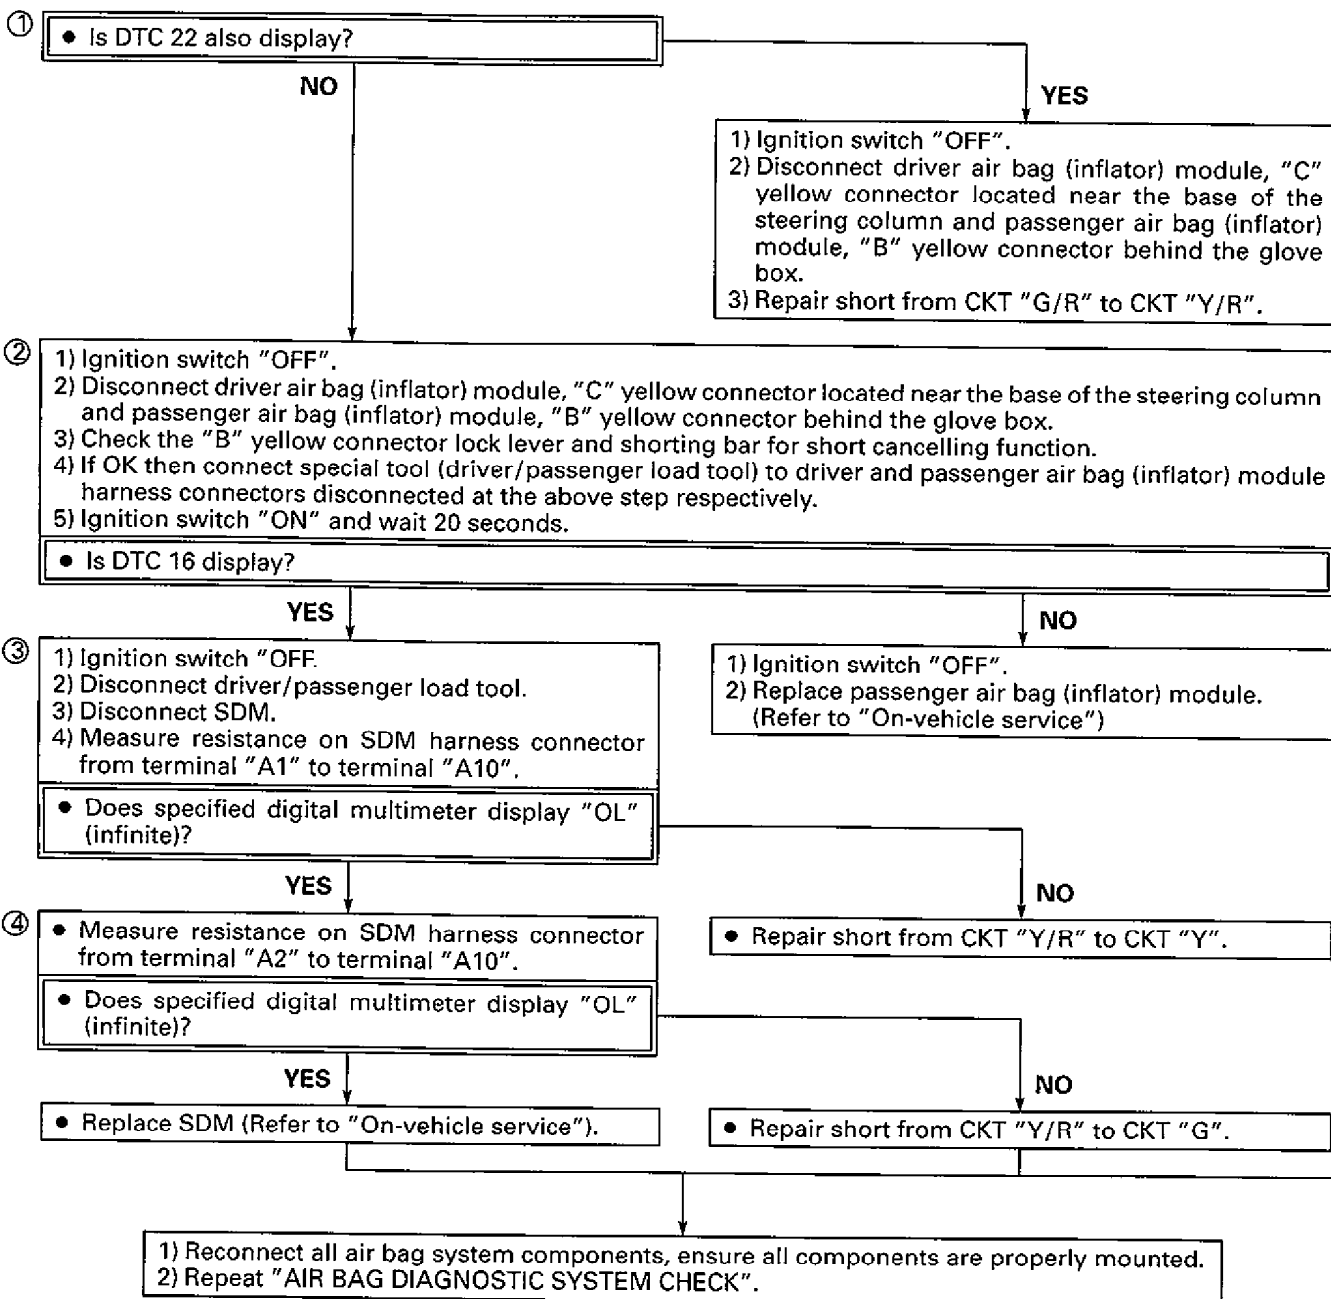 ①
● Is DTC 22 also display?
NO
YES
1) Ignition switch "OFF".
2) Disconnect driver air bag (inflator) module, "C"
yellow connector located near the base of the
steering column and passenger air bag (inflator)
module, "B" yellow connector behind the glove
box.
3) Repair short from CKT "G/R" to CKT "Y/R".
②
1) Ignition switch "OFF".
2) Disconnect driver air bag (inflator) module, "C" yellow connector located near the base of the steering column
and passenger air bag (inflator) module, "B" yellow connector behind the glove box.
3) Check the "B" yellow connector lock lever and shorting bar for short cancelling function.
4) If OK then connect special tool (driver/passenger load tool) to driver and passenger air bag (inflator) module
harness connectors disconnected at the above step respectively.
5) Ignition switch "ON" and wait 20 seconds.
● Is DTC 16 display?
YES
NO
③
1) Ignition switch "OFF.
2) Disconnect driver/passenger load tool.
3) Disconnect SDM.
4) Measure resistance on SDM harness connector
from terminal "A1" to terminal "A10".
● Does specified digital multimeter display "OL"
(infinite)?
1) Ignition switch "OFF".
2) Replace passenger air bag (inflator) module.
(Refer to "On-vehicle service")
YES
NO
④
● Measure resistance on SDM harness connector
from terminal "A2" to terminal "A10".
● Does specified digital multimeter display "OL"
(infinite)?
● Repair short from CKT "Y/R" to CKT "Y".
YES
NO
● Replace SDM (Refer to "On-vehicle service").
● Repair short from CKT "Y/R" to CKT "G".
1) Reconnect all air bag system components, ensure all components are properly mounted.
2) Repeat "AIR BAG DIAGNOSTIC SYSTEM CHECK".